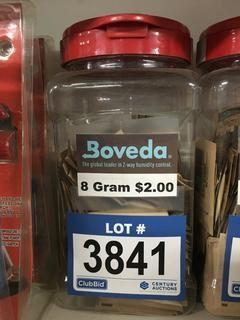 Boveda.
The global leader in 2-way humidity control.
8 Gram $2.00
LOT #
3841
ClubBid
CENTURY
AUCTIONS